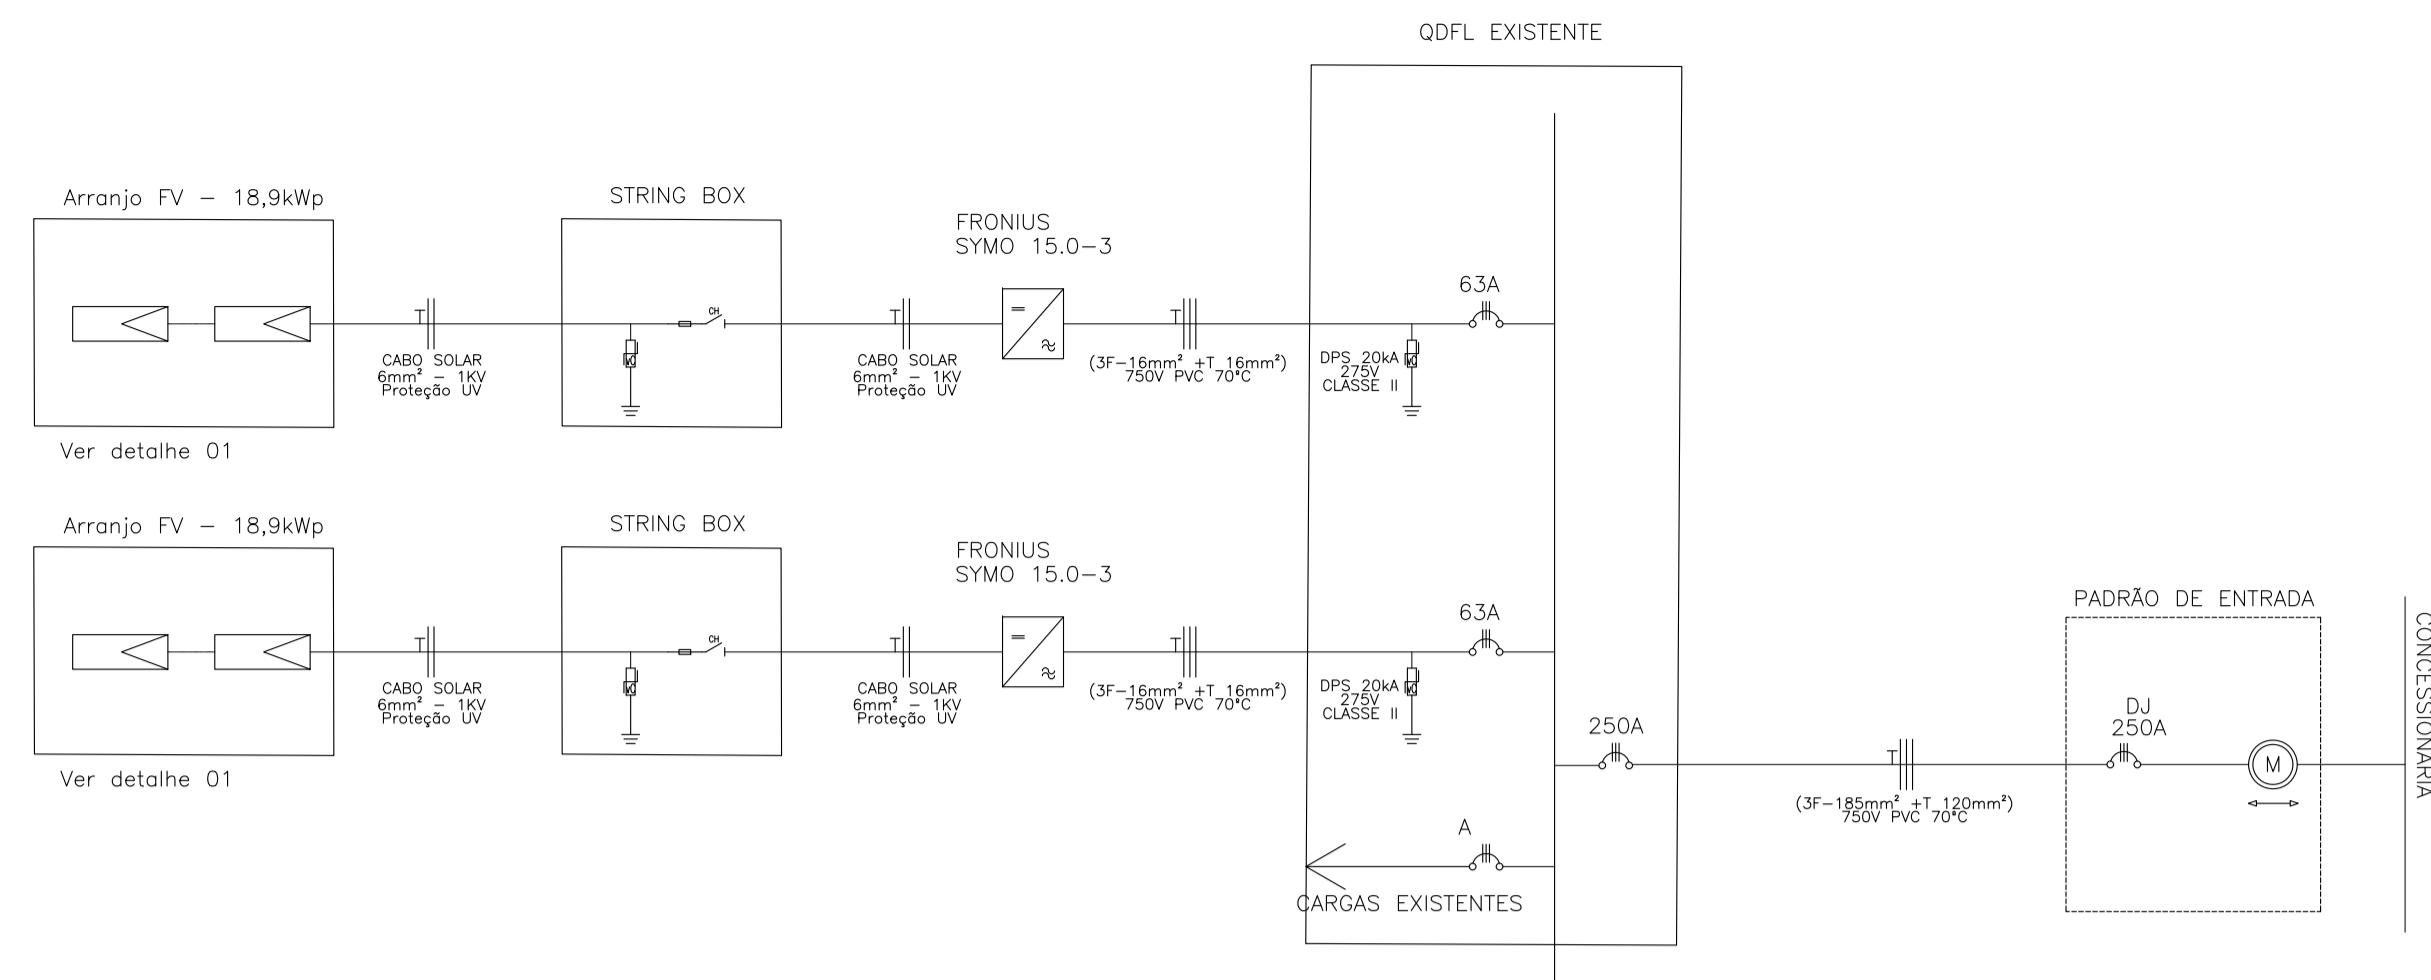 QDFL EXISTENTE
Arranjo FV - 18,9kWp
STRING BOX
FRONIUS
SYMO 15.0-3
63A
T
CABO SOLAR
6mm² - 1KV
Proteção UV
CH
T
CABO SOLAR
6mm² - 1KV
Proteção UV
T
(3F-16mm² +T 16mm²)
750V PVC 70°C
DPS 20kA
275V
CLASSE II
Ver detalhe 01
Arranjo FV - 18,9kWp
STRING BOX
FRONIUS
SYMO 15.0-3
63A
T
CABO SOLAR
6mm² - 1KV
Proteção UV
CH
T
CABO SOLAR
6mm² - 1KV
Proteção UV
T
(3F-16mm² +T 16mm²)
750V PVC 70°C
DPS 20kA
275V
CLASSE II
Ver detalhe 01
250A
T
(3F-185mm² +T 120mm²)
750V PVC 70°C
PADRÃO DE ENTRADA
DJ
250A
M
CONCESSIONÁRIA
A
CARGAS EXISTENTES